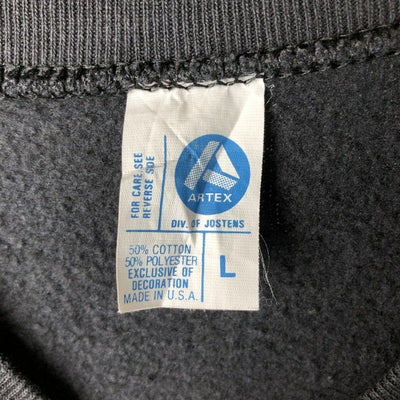 FOR CARE SEE
REVERSE SIDE
ARTEX
DIV. OF JOSTENS
50% COTTON
50% POLYESTER
EXCLUSIVE OF
DECORATION
MADE IN U.S.A.
L